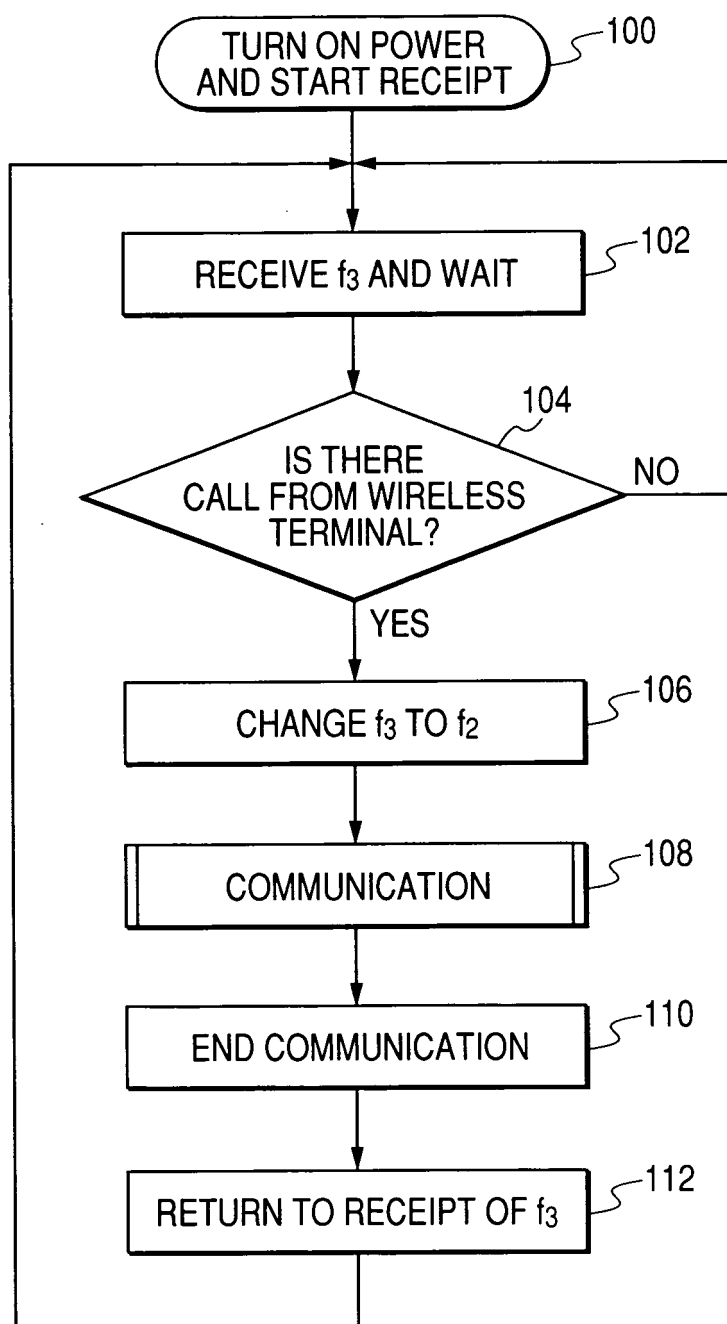 TURN ON POWER
AND START RECEIPT
100
RECEIVE f₃ AND WAIT
102
104
IS THERE
CALL FROM WIRELESS
TERMINAL?
NO
YES
CHANGE f₃ TO f₂
106
COMMUNICATION
108
END COMMUNICATION
110
RETURN TO RECEIPT OF f₃
112